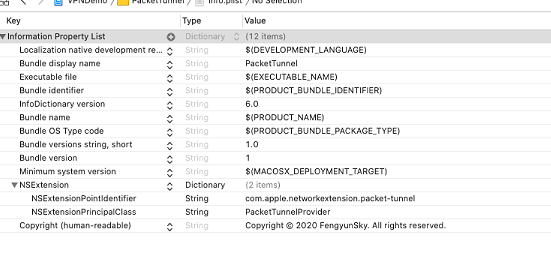 VPNDemo PacketTunnel Info.plist No Selection
Key Type Value
Information Property List Dictionary (12 items)
Localization native development re... String $(DEVELOPMENT_LANGUAGE)
Bundle display name String PacketTunnel
Executable file String $(EXECUTABLE_NAME)
Bundle identifier String $(PRODUCT_BUNDLE_IDENTIFIER)
InfoDictionary version String 6.0
Bundle name String $(PRODUCT_NAME)
Bundle OS Type code String $(PRODUCT_BUNDLE_PACKAGE_TYPE)
Bundle versions string, short String 1.0
Bundle version String 1
Minimum system version String $(MACOSX_DEPLOYMENT_TARGET)
NSExtension Dictionary (2 items)
NSExtensionPointIdentifier String com.apple.networkextension.packet-tunnel
NSExtensionPrincipalClass String PacketTunnelProvider
Copyright (human-readable) String Copyright © 2020 FengyunSky. All rights reserved.